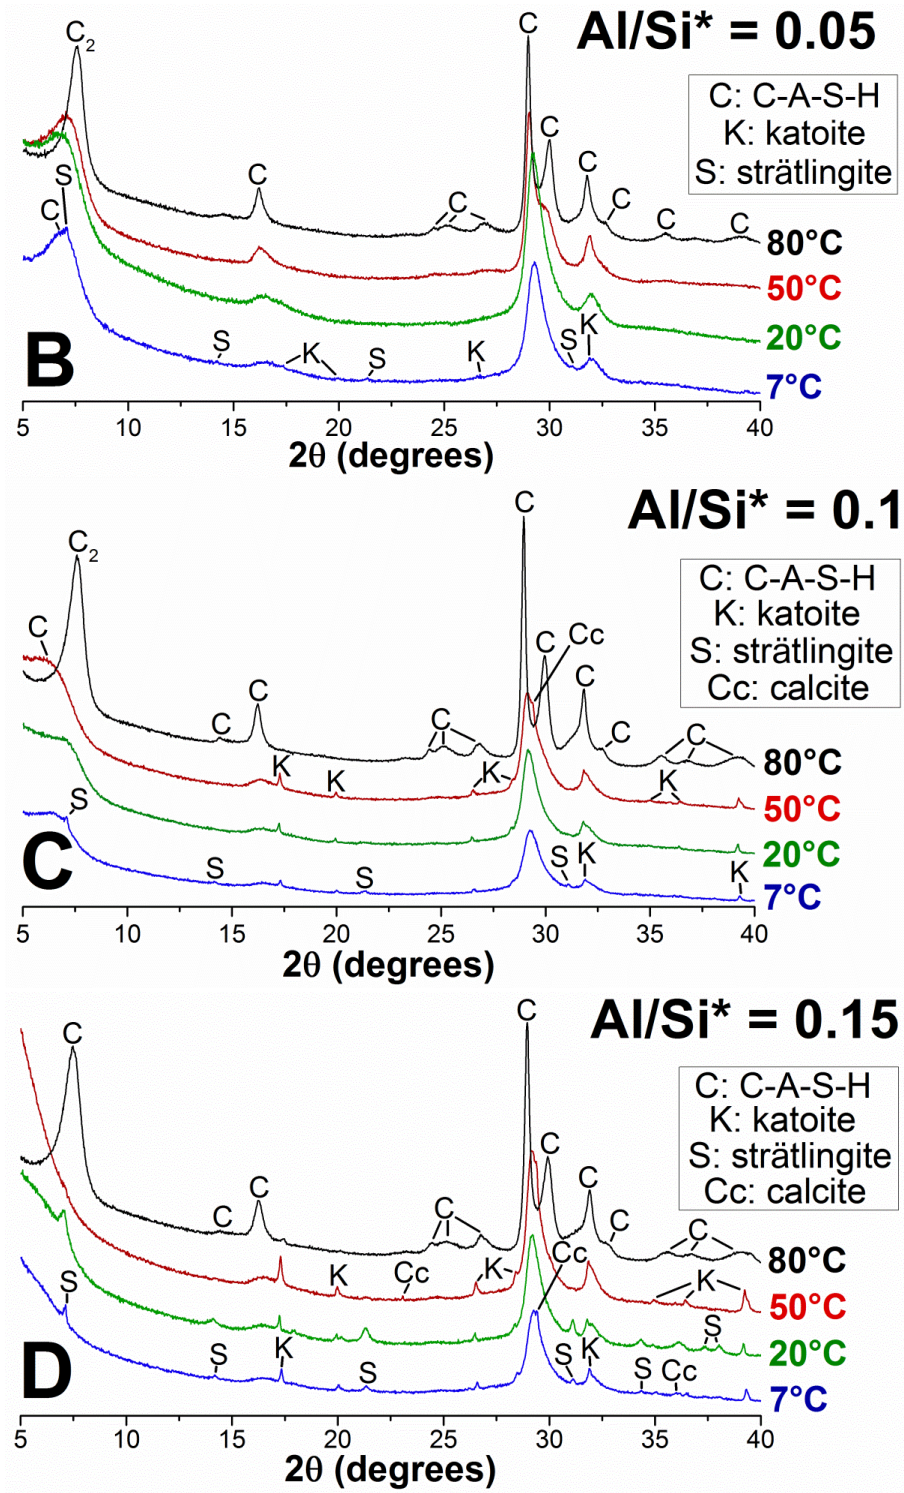 Al/Si* = 0.05
C: C-A-S-H
K: katoite
S: strätlingite
C₂
C
C
C
C
C
C
C
C
80°C
50°C
20°C
7°C
S
C
S
K
S
K
S
K
B
5 10 15 20 25 30 35 40
2θ (degrees)
Al/Si* = 0.1
C: C-A-S-H
K: katoite
S: strätlingite
Cc: calcite
C₂
C
C
C
C
C
C
Cc
C
C
C
80°C
K
K
K
K
50°C
20°C
S
S
S
S
K
K
7°C
C
5 10 15 20 25 30 35 40
2θ (degrees)
Al/Si* = 0.15
C: C-A-S-H
K: katoite
S: strätlingite
Cc: calcite
C
C
C
C
C
C
C
C
C
80°C
K
Cc
K
Cc
K
50°C
S
S
20°C
S
K
S
S
K
S
Cc
7°C
D
5 10 15 20 25 30 35 40
2θ (degrees)